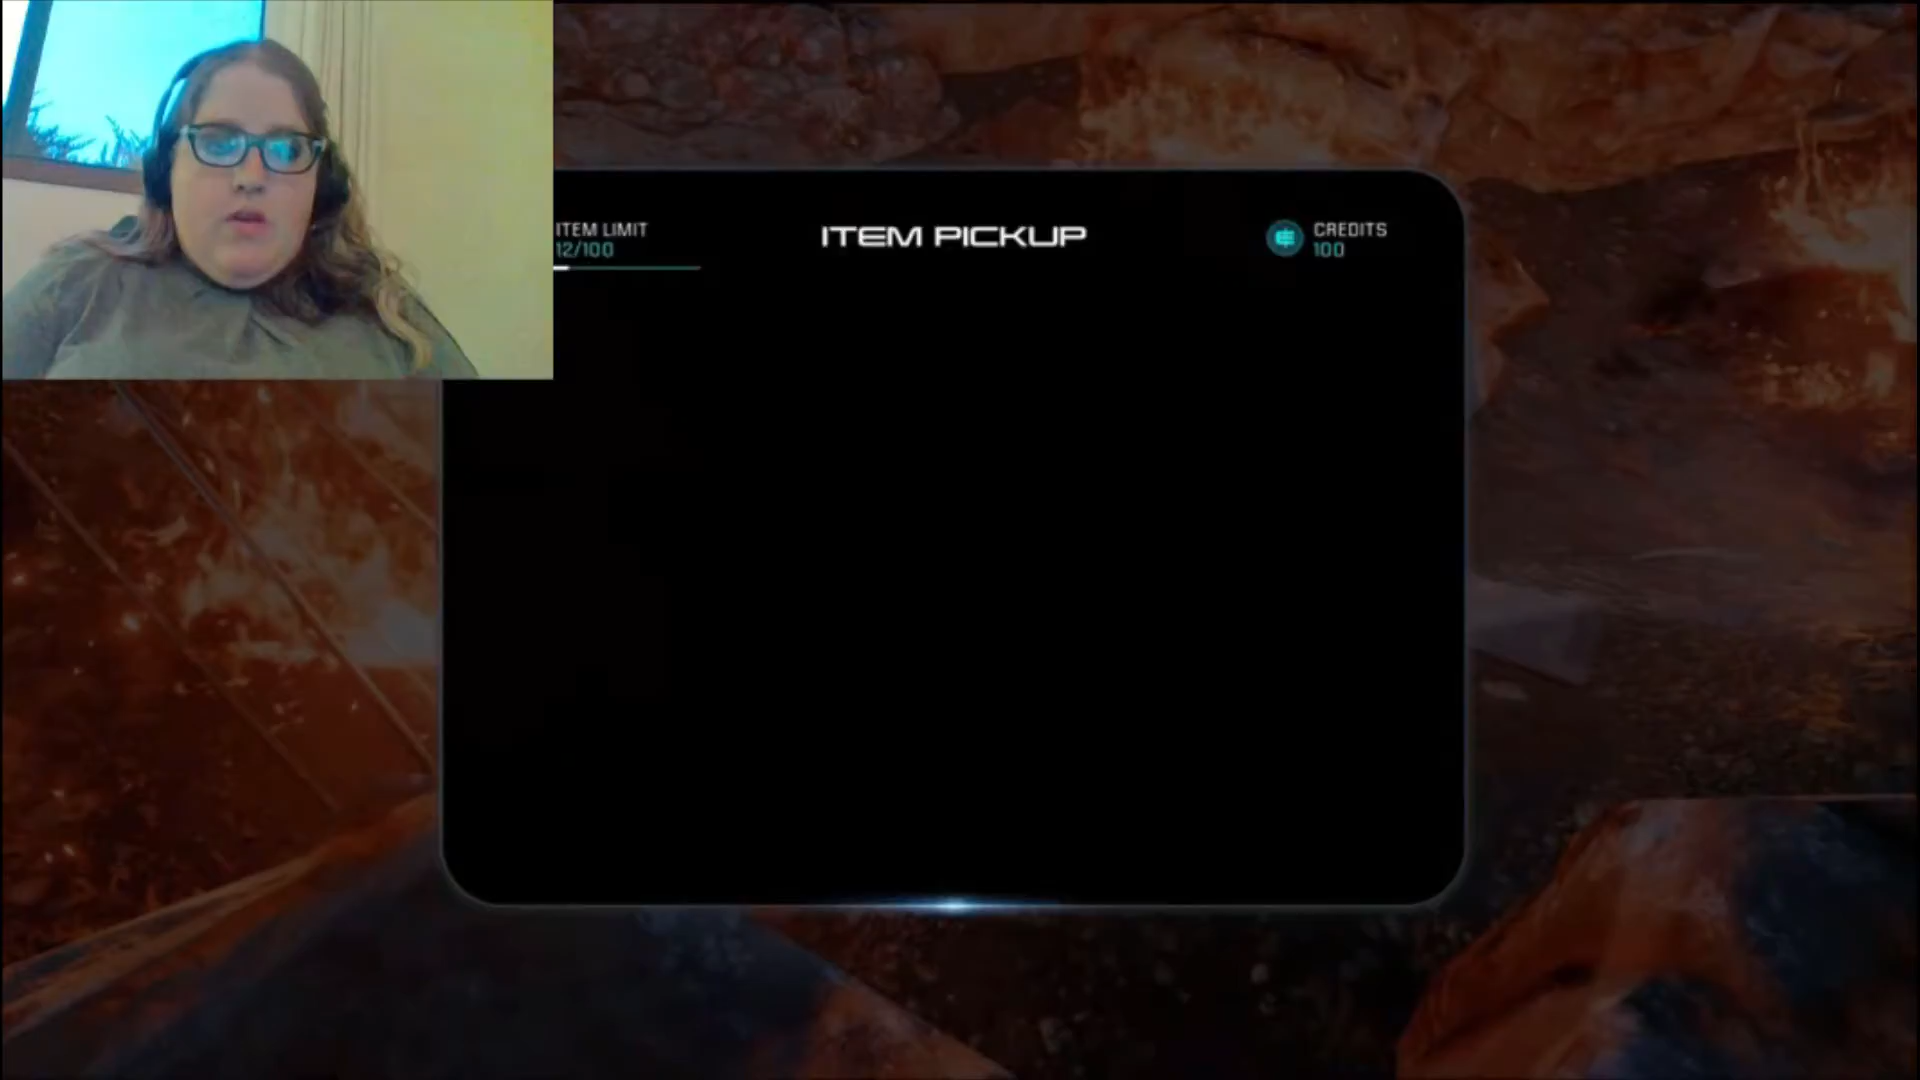 ITEM LIMIT
12/100
ITEM PICKUP
CREDITS
100